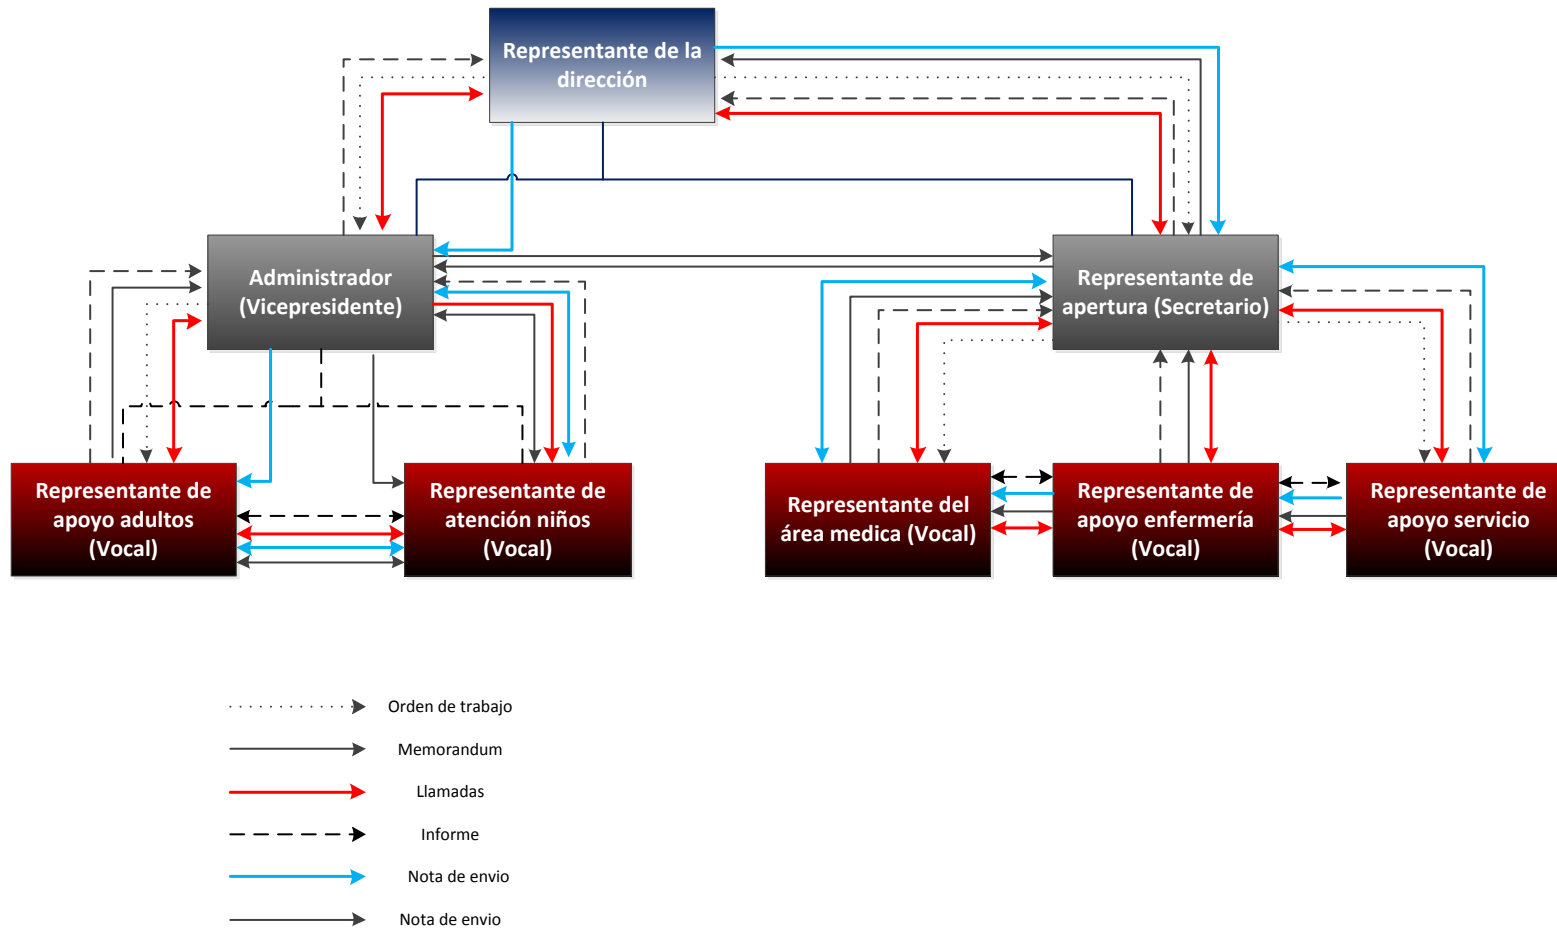 Representante de la
dirección
Administrador
(Vicepresidente)
Representante de
apertura (Secretario)
Representante de
apoyo adultos
(Vocal)
Representante de
atención niños
(Vocal)
Representante del
área medica (Vocal)
Representante de
apoyo enfermería
(Vocal)
Representante de
apoyo servicio
(Vocal)
Orden de trabajo
Memorandum
Llamadas
Informe
Nota de envio
Nota de envio